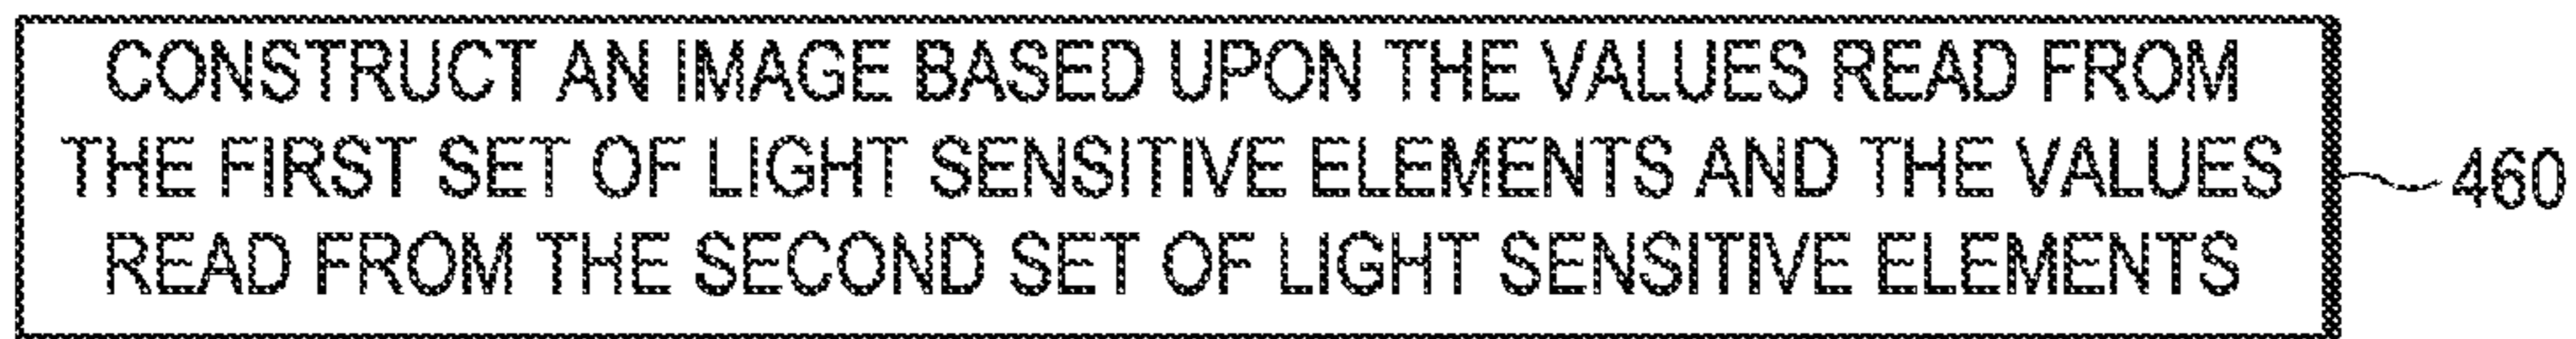 CONSTRUCT AN IMAGE BASED UPON THE VALUES READ FROM
THE FIRST SET OF LIGHT SENSITIVE ELEMENTS AND THE VALUES
READ FROM THE SECOND SET OF LIGHT SENSITIVE ELEMENTS
460